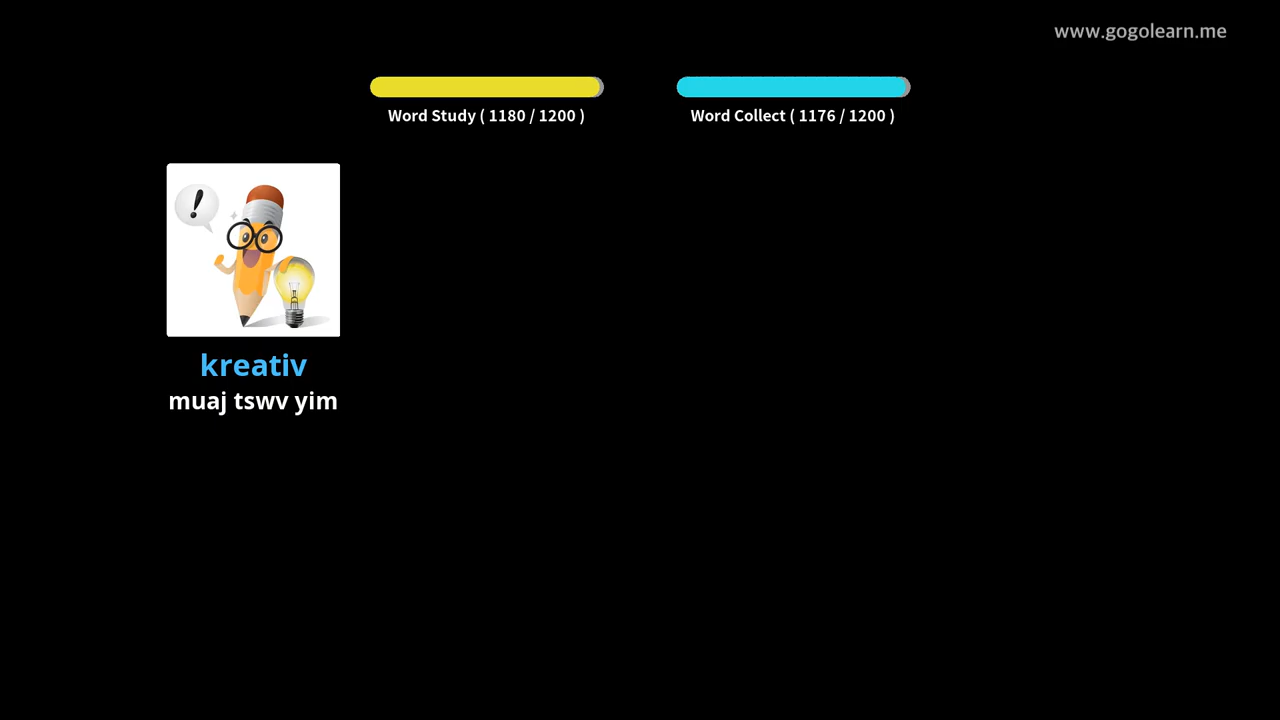 www.gogolearn.me
Word Study ( 1180 / 1200 )
Word Collect ( 1176 / 1200 )
!
kreativ
muaj tswv yim